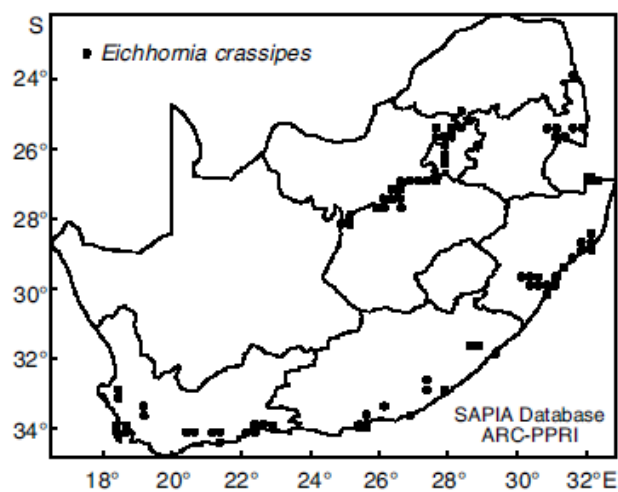 S
Eichhornia crassipes
24°
26°
28°
30°
32°
34°
SAPIA Database
ARC-PPRI
18° 20° 22° 24° 26° 28° 30° 32°E